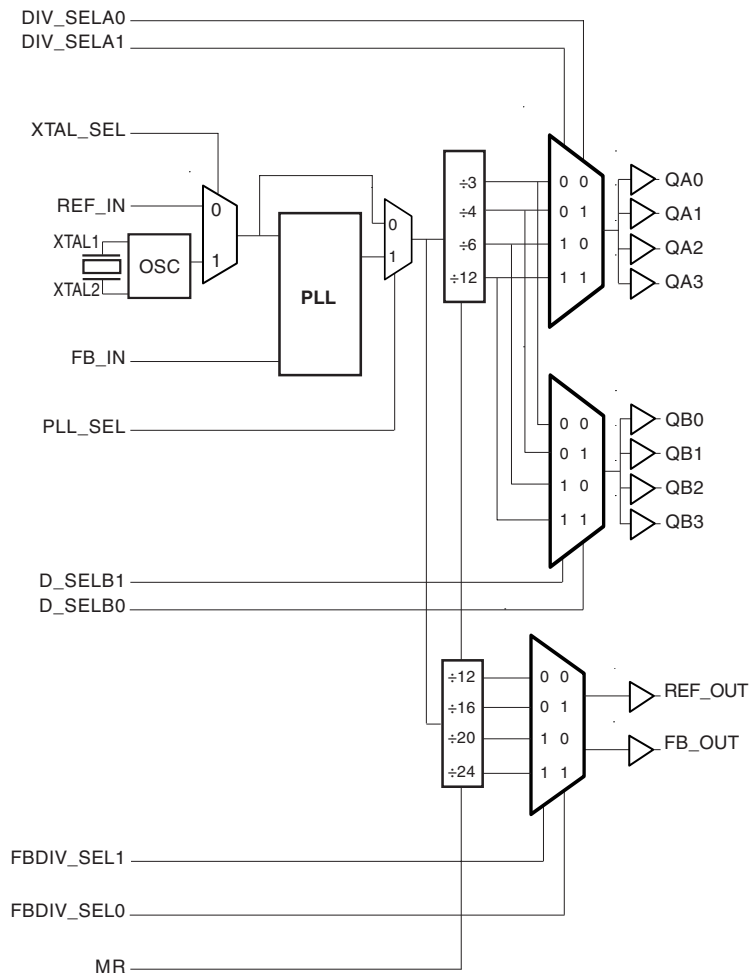 DIV_SELA0
DIV_SELA1
XTAL_SEL
REF_IN
XTAL1
OSC
XTAL2
0
1
PLL
FB_IN
PLL_SEL
0
1
÷3
÷4
÷6
÷12
0 0
0 1
1 0
1 1
QA0
QA1
QA2
QA3
0 0
0 1
1 0
1 1
QB0
QB1
QB2
QB3
D_SELB1
D_SELB0
÷12
÷16
÷20
÷24
0 0
0 1
1 0
1 1
REF_OUT
FB_OUT
FBDIV_SEL1
FBDIV_SEL0
MR